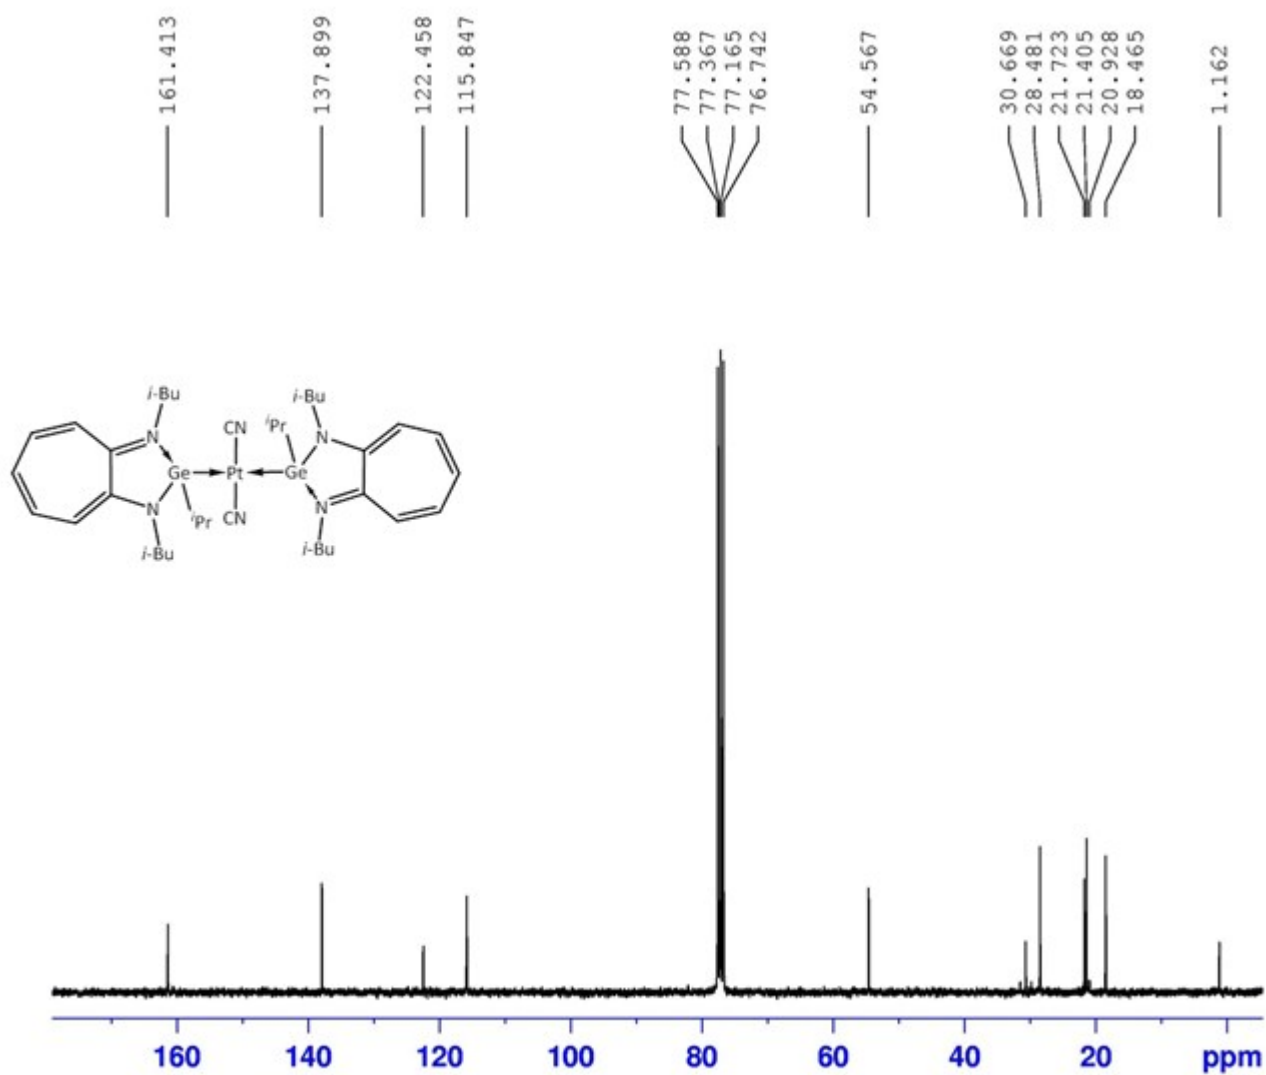 161.413
137.899
122.458
115.847
77.588
77.367
77.165
76.742
54.567
30.669
28.481
21.723
21.405
20.928
18.465
1.162
i-Bu
i-Bu
CN
iPr
N
N
Ge
Pt
Ge
N
N
iPr
CN
i-Bu
i-Bu
160 140 120 100 80 60 40 20 ppm